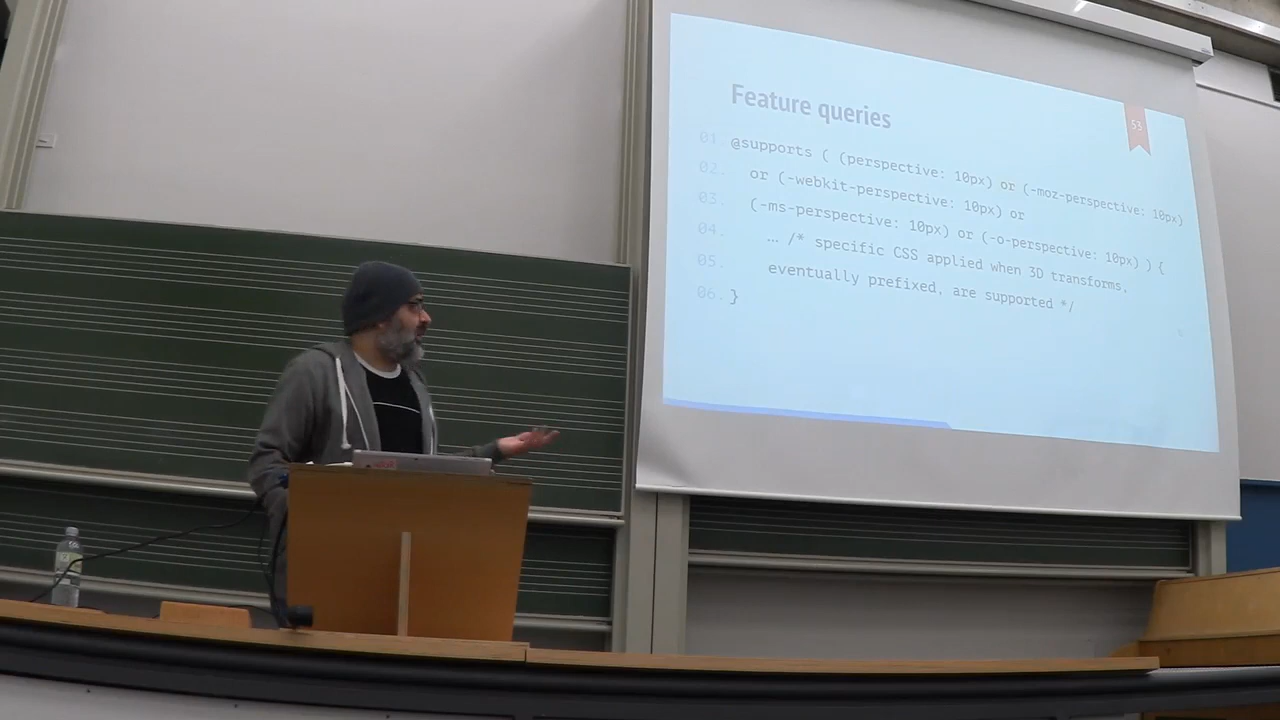 Feature queries
53
01. @supports ( (perspective: 10px) or (-moz-perspective: 10px)
02. or (-webkit-perspective: 10px) or
03. (-ms-perspective: 10px) or (-o-perspective: 10px) ) {
04. … /* specific CSS applied when 3D transforms,
05. eventually prefixed, are supported */
06. }